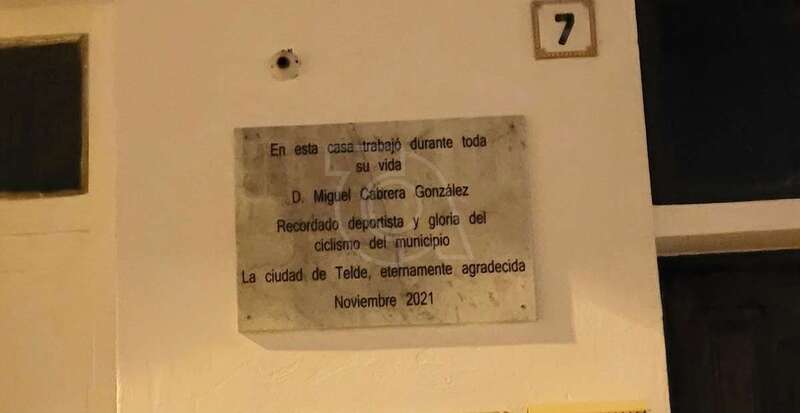 7
En esta casa trabajó durante toda
su vida
D. Miguel Cabrera González
Recordado deportista y gloria del
ciclismo del municipio
La ciudad de Telde, eternamente agradecida
Noviembre 2021